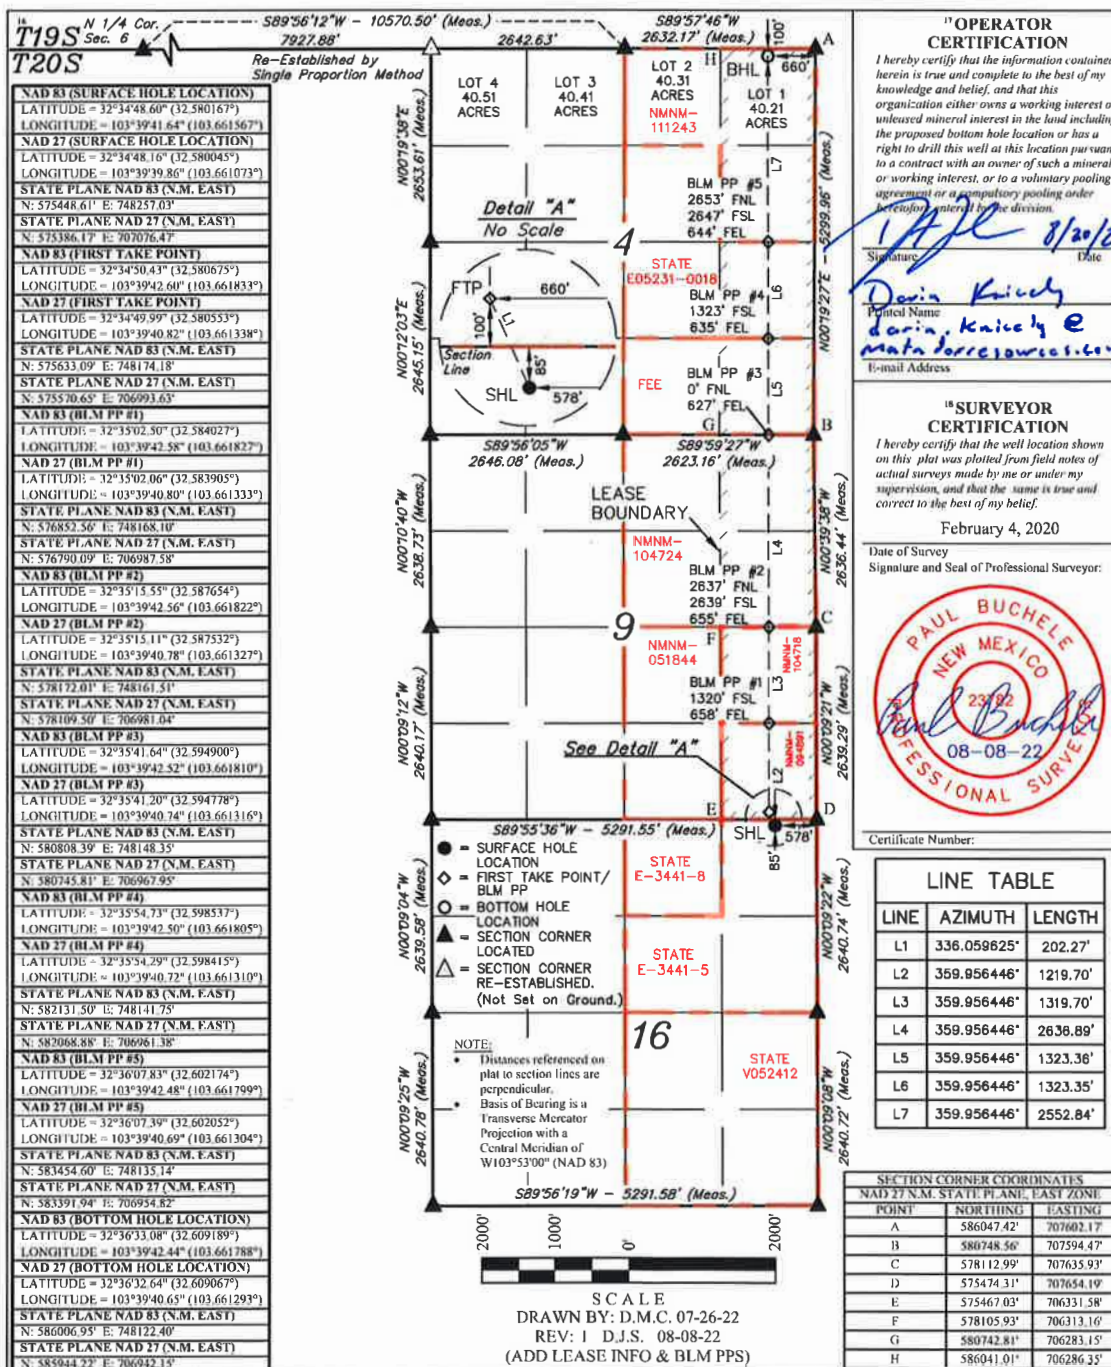 T19S
N 1/4 Cor.
Sec. 6
T20S
S89°56'12"W - 10570.50' (Meas.)
7927.88'
2642.63'
S89°57'46"W
2632.17' (Meas.)
100'
A
Re-Established by
Single Proportion Method
NAD 83 (SURFACE HOLE LOCATION)
LATITUDE = 32°34'48.60" (32.580167°)
LONGITUDE = 103°39'41.64" (103.661567°)
NAD 27 (SURFACE HOLE LOCATION)
LATITUDE = 32°34'48.16" (32.580045°)
LONGITUDE = 103°39'39.86" (103.661073°)
STATE PLANE NAD 83 (N.M. EAST)
N: 575448.61' E: 748257.03'
STATE PLANE NAD 27 (N.M. EAST)
N: 575386.17' E: 707076.47'
NAD 83 (FIRST TAKE POINT)
LATITUDE = 32°34'50.43" (32.580675°)
LONGITUDE = 103°39'42.60" (103.661833°)
NAD 27 (FIRST TAKE POINT)
LATITUDE = 32°34'49.99" (32.580553°)
LONGITUDE = 103°39'40.82" (103.661338°)
STATE PLANE NAD 83 (N.M. EAST)
N: 575633.09' E: 748174.18'
STATE PLANE NAD 27 (N.M. EAST)
N: 575570.65' E: 706993.63'
NAD 83 (BLM PP #1)
LATITUDE = 32°35'02.50" (32.584027°)
LONGITUDE = 103°39'42.58" (103.661827°)
NAD 27 (BLM PP #1)
LATITUDE = 32°35'02.06" (32.583905°)
LONGITUDE = 103°39'40.80" (103.661333°)
STATE PLANE NAD 83 (N.M. EAST)
N: 576852.56' E: 748168.10'
STATE PLANE NAD 27 (N.M. EAST)
N: 576790.09' E: 706987.58'
NAD 83 (BLM PP #2)
LATITUDE = 32°35'15.55" (32.587654°)
LONGITUDE = 103°39'42.56" (103.661822°)
NAD 27 (BLM PP #2)
LATITUDE = 32°35'15.11" (32.587532°)
LONGITUDE = 103°39'40.78" (103.661327°)
STATE PLANE NAD 83 (N.M. EAST)
N: 578172.01' E: 748161.51'
STATE PLANE NAD 27 (N.M. EAST)
N: 578109.50' E: 706981.04'
NAD 83 (BLM PP #3)
LATITUDE = 32°35'41.64" (32.594900°)
LONGITUDE = 103°39'42.52" (103.661810°)
NAD 27 (BLM PP #3)
LATITUDE = 32°35'41.20" (32.594778°)
LONGITUDE = 103°39'40.74" (103.661316°)
STATE PLANE NAD 83 (N.M. EAST)
N: 580808.39' E: 748148.35'
STATE PLANE NAD 27 (N.M. EAST)
N: 580745.81' E: 706967.95'
NAD 83 (BLM PP #4)
LATITUDE = 32°35'54.73" (32.598537°)
LONGITUDE = 103°39'42.50" (103.661805°)
NAD 27 (BLM PP #4)
LATITUDE = 32°35'54.29" (32.598415°)
LONGITUDE = 103°39'40.72" (103.661310°)
STATE PLANE NAD 83 (N.M. EAST)
N: 582131.50' E: 748141.75'
STATE PLANE NAD 27 (N.M. EAST)
N: 582068.88' E: 706961.38'
NAD 83 (BLM PP #5)
LATITUDE = 32°36'07.83" (32.602174°)
LONGITUDE = 103°39'42.48" (103.661799°)
NAD 27 (BLM PP #5)
LATITUDE = 32°36'07.39" (32.602052°)
LONGITUDE = 103°39'40.69" (103.661304°)
STATE PLANE NAD 83 (N.M. EAST)
N: 583454.60' E: 748135.14'
STATE PLANE NAD 27 (N.M. EAST)
N: 583391.94' E: 706954.82'
NAD 83 (BOTTOM HOLE LOCATION)
LATITUDE = 32°36'33.08" (32.609189°)
LONGITUDE = 103°39'42.44" (103.661788°)
NAD 27 (BOTTOM HOLE LOCATION)
LATITUDE = 32°36'32.64" (32.609067°)
LONGITUDE = 103°39'40.65" (103.661293°)
STATE PLANE NAD 83 (N.M. EAST)
N: 586006.95' E: 748122.40'
STATE PLANE NAD 27 (N.M. EAST)
N: 585944.22' E: 706942.15'
LOT 4
40.51
ACRES
LOT 3
40.41
ACRES
LOT 2
40.31
ACRES
NMNM-
111243
H
BHL
660'
LOT 1
40.21
ACRES
N00°19'38"E
2653.61' (Meas.)
L7
BLM PP #5
2653' FNL
2647' FSL
644' FEL
N00°19'27"E - 5299.96' (Meas.)
Detail "A"
No Scale
FTP
660'
100'
L1
Section
Line
85'
SHL
578'
4
STATE
E05231-0018
L6
BLM PP #4
1323' FSL
635' FEL
N00°12'03"E
2645.15' (Meas.)
FEE
BLM PP #3
0' FNL
627' FEL
L5
G
B
S89°56'05"W
2646.08' (Meas.)
S89°59'27"W
2623.16' (Meas.)
LEASE
BOUNDARY
N00°10'40"W
2638.73' (Meas.)
NMNM-
104724
L4
BLM PP #2
2637' FNL
2639' FSL
655' FEL
N00°39'38"W
2636.44' (Meas.)
9
C
F
NMNM-
051844
NMNM-
104718
BLM PP #1
1320' FSL
658' FEL
L3
N00°09'12"W
2640.17' (Meas.)
N00°09'21"W
2639.29' (Meas.)
See Detail "A"
L2
E
D
S89°55'36"W - 5291.55' (Meas.)
SHL
578'
85'
● = SURFACE HOLE
LOCATION
◇ = FIRST TAKE POINT/
BLM PP
○ = BOTTOM HOLE
LOCATION
▲ = SECTION CORNER
LOCATED
△ = SECTION CORNER
RE-ESTABLISHED.
(Not Set on Ground.)
STATE
E-3441-8
STATE
E-3441-5
N00°09'04"W
2639.58' (Meas.)
N00°09'22"W
2640.74' (Meas.)
16
STATE
V052412
NOTE:
• Distances referenced on
plat to section lines are
perpendicular.
• Basis of Bearing is a
Transverse Mercator
Projection with a
Central Meridian of
W103°53'00" (NAD 83)
N00°09'25"W
2640.78' (Meas.)
N00°09'08"W
2640.72' (Meas.)
S89°56'19"W - 5291.58' (Meas.)
2000'
0'
2000'
SCALE
DRAWN BY: D.M.C. 07-26-22
REV: 1 D.J.S. 08-08-22
(ADD LEASE INFO & BLM PPS)
17 OPERATOR
CERTIFICATION
I hereby certify that the information contained
herein is true and complete to the best of my
knowledge and belief, and that this
organization either owns a working interest or
unleased mineral interest in the land including
the proposed bottom hole location or has a
right to drill this well at this location pursuant
to a contract with an owner of such a mineral
or working interest, or to a voluntary pooling
agreement or a compulsory pooling order
heretofore entered by the division.
8/20/2
Signature
Date
Darin Knicely
Printed Name
darin.knicely@
matadorresources.com
E-mail Address
18 SURVEYOR
CERTIFICATION
I hereby certify that the well location shown
on this plat was plotted from field notes of
actual surveys made by me or under my
supervision, and that the same is true and
correct to the best of my belief.
February 4, 2020
Date of Survey
Signature and Seal of Professional Surveyor:
PAUL BUCHELE
NEW MEXICO
23782
Paul Buchele
08-08-22
PROFESSIONAL SURVEYOR
Certificate Number:
LINE TABLE
LINE AZIMUTH LENGTH
L1 336.059625° 202.27'
L2 359.956446° 1219.70'
L3 359.956446° 1319.70'
L4 359.956446° 2636.89'
L5 359.956446° 1323.36'
L6 359.956446° 1323.35'
L7 359.956446° 2552.84'
SECTION CORNER COORDINATES
NAD 27 N.M. STATE PLANE, EAST ZONE
POINT NORTHING EASTING
A 586047.42' 707602.17'
B 580748.56' 707594.47'
C 578112.99' 707635.93'
D 575474.31' 707654.19'
E 575467.03' 706331.58'
F 578105.93' 706313.16'
G 580742.81' 706283.15'
H 586041.01' 706286.35'